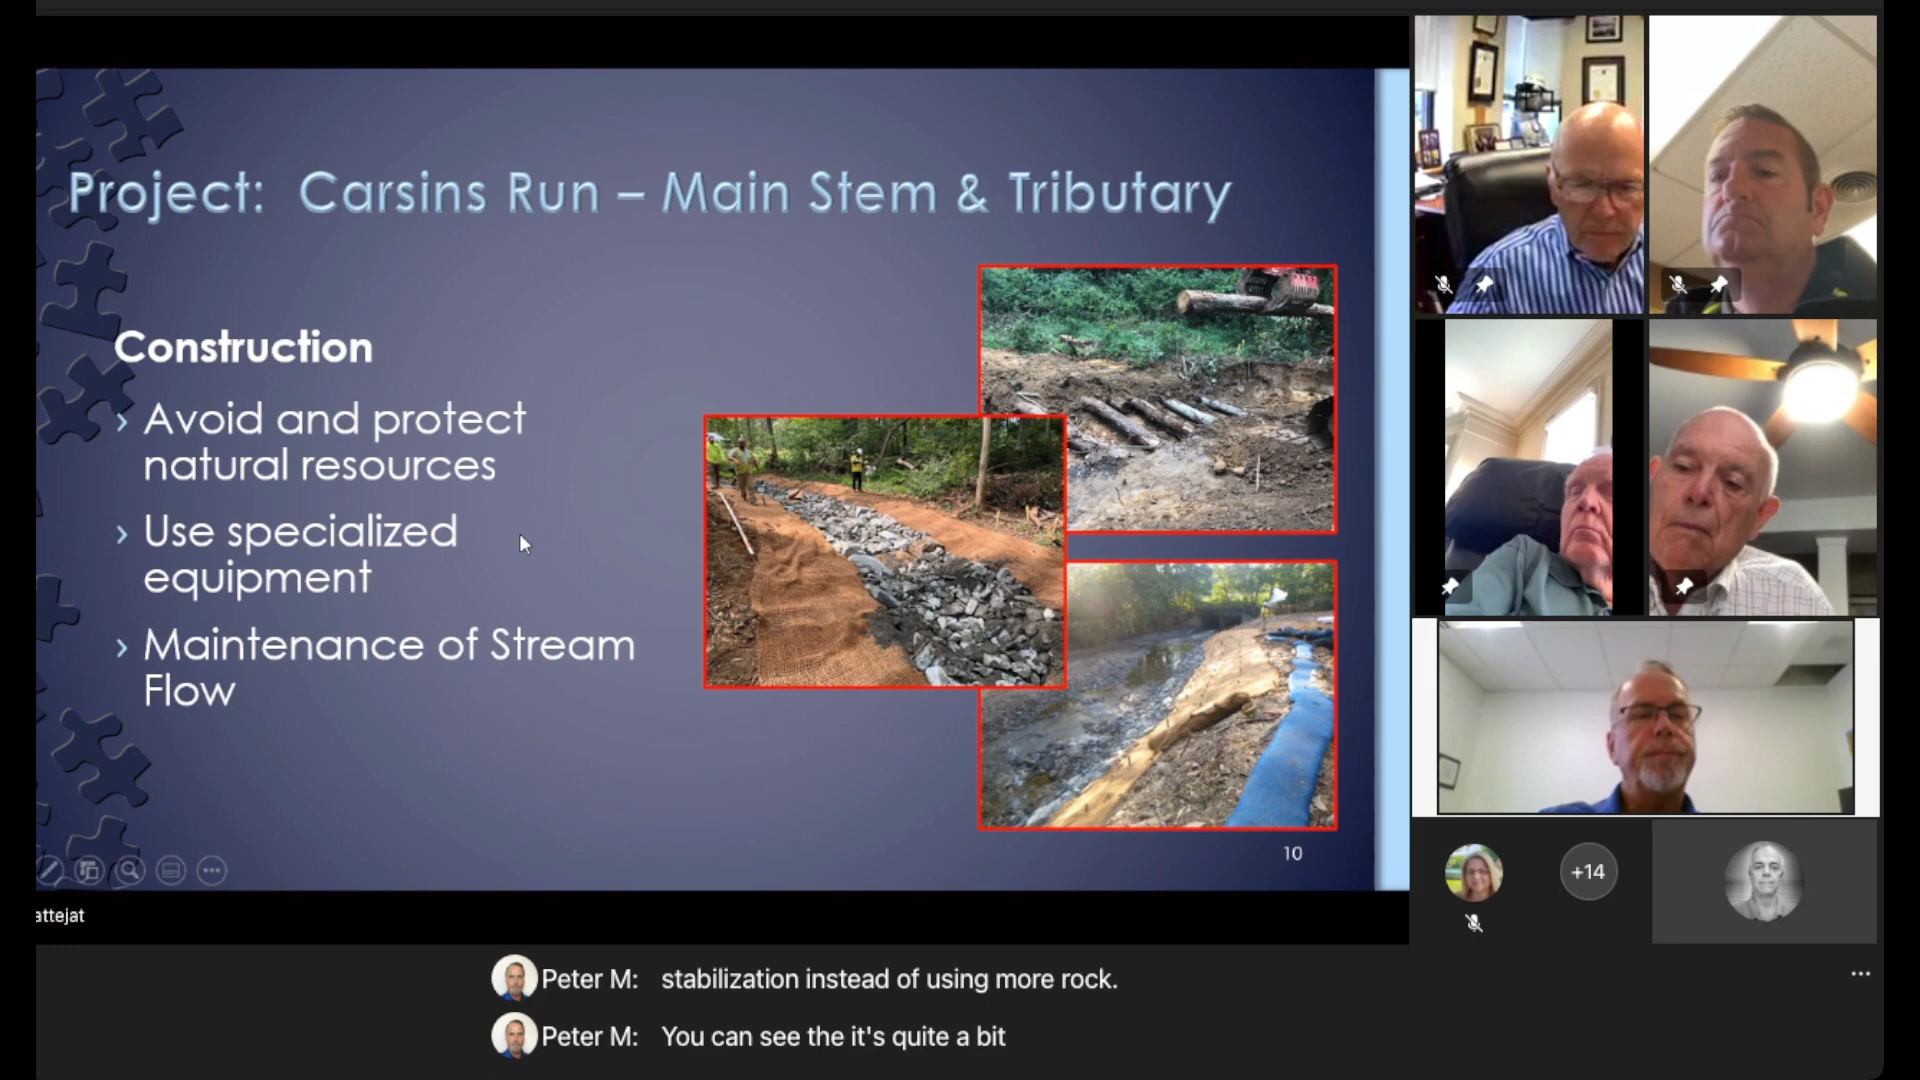 Project: Carsins Run – Main Stem & Tributary
Construction
› Avoid and protect
natural resources
› Use specialized
equipment
› Maintenance of Stream
Flow
10
+14
attejat
Peter M: stabilization instead of using more rock.
Peter M: You can see the it's quite a bit